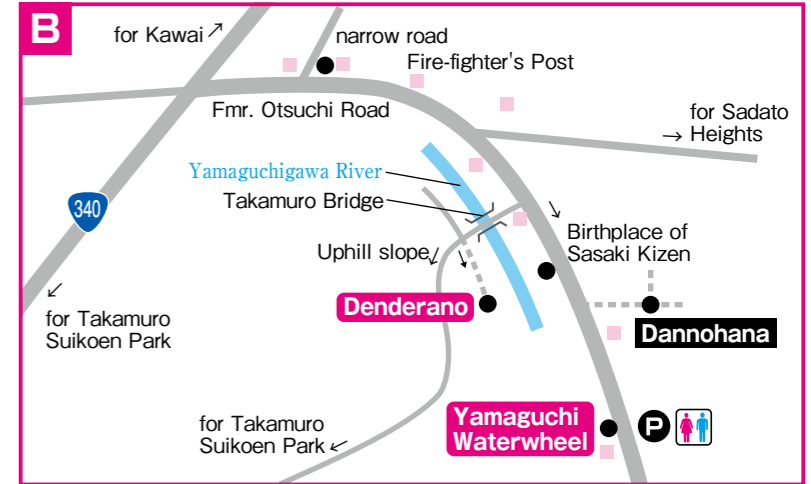 B
for Kawai
narrow road
Fire-fighter's Post
Fmr. Otsuchi Road
for Sadato
Heights
Yamaguchigawa River
Takamuro Bridge
340
Uphill slope
Birthplace of
Sasaki Kizen
Denderano
Dannohana
for Takamuro
Suikoen Park
for Takamuro
Suikoen Park
Yamaguchi
Waterwheel
P